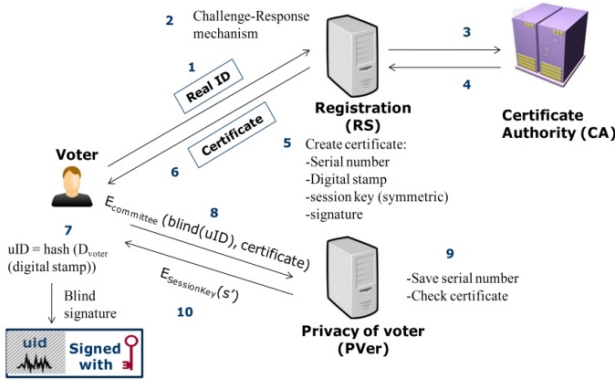 2 Challenge-Response
mechanism
1
Real ID
3
4
Registration
(RS)
Certificate
Authority (CA)
Certificate
6
5 Create certificate:
-Serial number
-Digital stamp
-session key (symmetric)
-signature
Voter
7
uID = hash (D_voter
(digital stamp))
8
E_committee (blind(uID), certificate)
E_SessionKey(s')
10
9
-Save serial number
-Check certificate
Privacy of voter
(PVer)
Blind
signature
uid
Signed
with